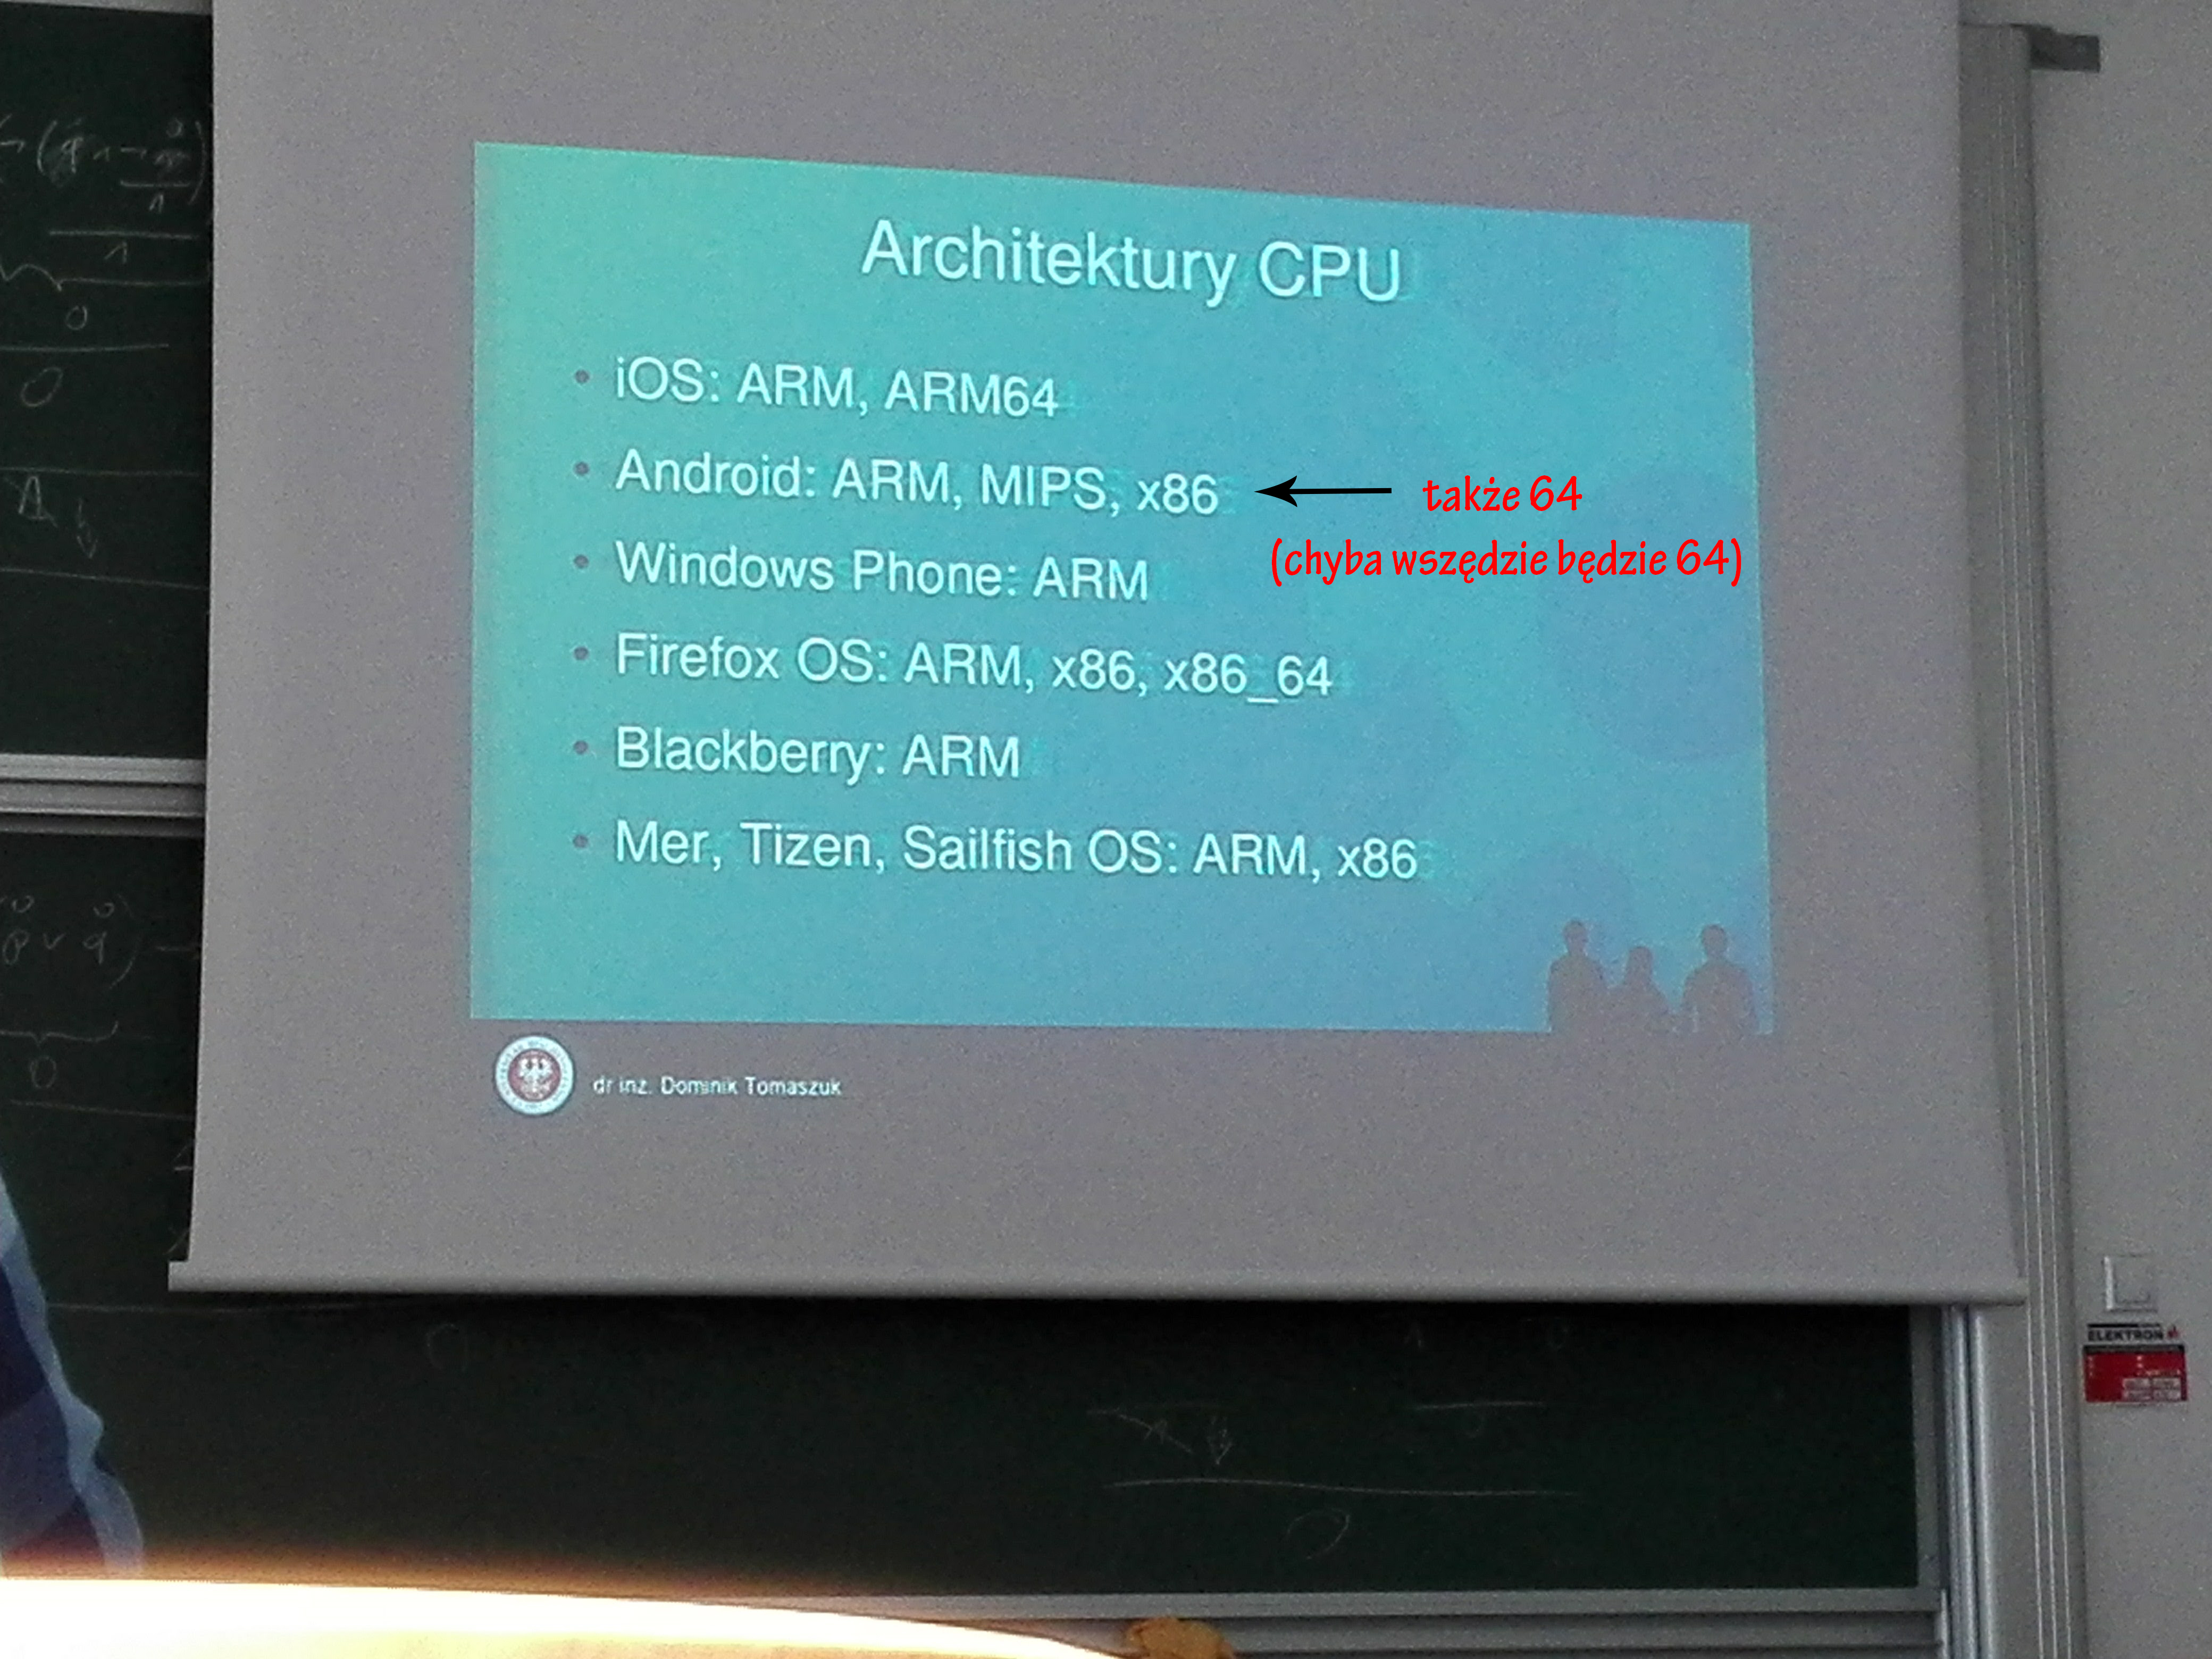 Architektury CPU
iOS: ARM, ARM64
Android: ARM, MIPS, x86
także 64
(chyba wszędzie będzie 64)
Windows Phone: ARM
Firefox OS: ARM, x86, x86_64
Blackberry: ARM
Mer, Tizen, Sailfish OS: ARM, x86
dr inż. Dominik Tomaszuk
ELEKTRON